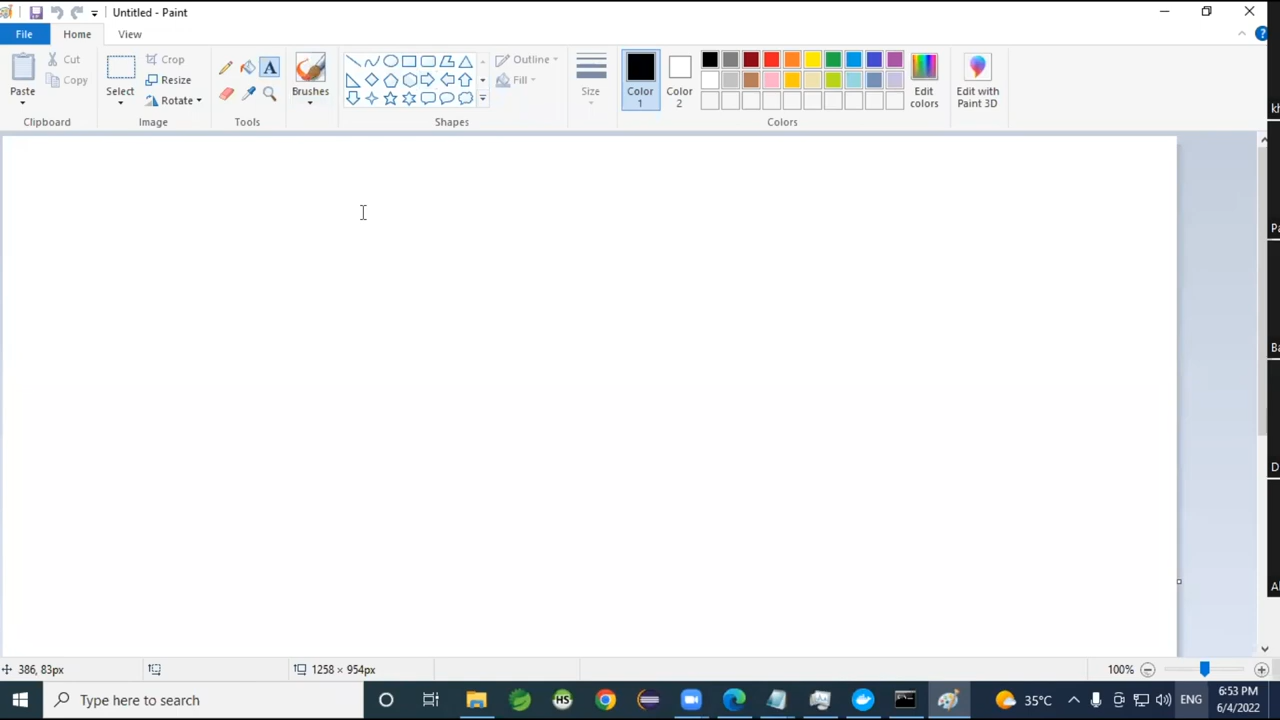 Untitled - Paint
File Home View
Paste
Cut
Copy
Clipboard
Select
Crop
Resize
Rotate
Image
A
Tools
Brushes
Outline
Fill
Shapes
Size
Color 1
Color 2
Edit colors
Colors
Edit with Paint 3D
386, 83px
1258 × 954px
100%
Type here to search
HS
35°C
ENG
6:53 PM
6/4/2022